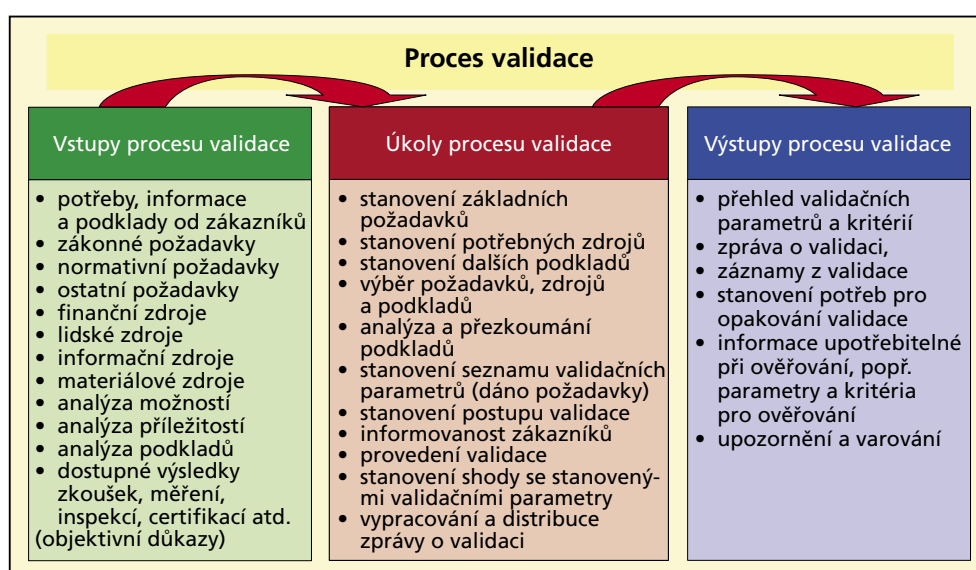 Proces validace
Vstupy procesu validace
• potřeby, informace
a podklady od zákazníků
• zákonné požadavky
• normativní požadavky
• ostatní požadavky
• finanční zdroje
• lidské zdroje
• informační zdroje
• materiálové zdroje
• analýza možností
• analýza příležitostí
• analýza podkladů
• dostupné výsledky
zkoušek, měření,
inspekcí, certifikací atd.
(objektivní důkazy)
Úkoly procesu validace
• stanovení základních
požadavků
• stanovení potřebných zdrojů
• stanovení dalších podkladů
• výběr požadavků, zdrojů
a podkladů
• analýza a přezkoumání
podkladů
• stanovení seznamu validačních
parametrů (dáno požadavky)
• stanovení postupu validace
• informovanost zákazníků
• provedení validace
• stanovení shody se stanovený-
mi validačními parametry
• vypracování a distribuce
zprávy o validaci
Výstupy procesu validace
• přehled validačních
parametrů a kritérií
• zpráva o validaci,
• záznamy z validace
• stanovení potřeb pro
opakování validace
• informace upotřebitelné
při ověřování, popř.
parametry a kritéria
pro ověřování
• upozornění a varování